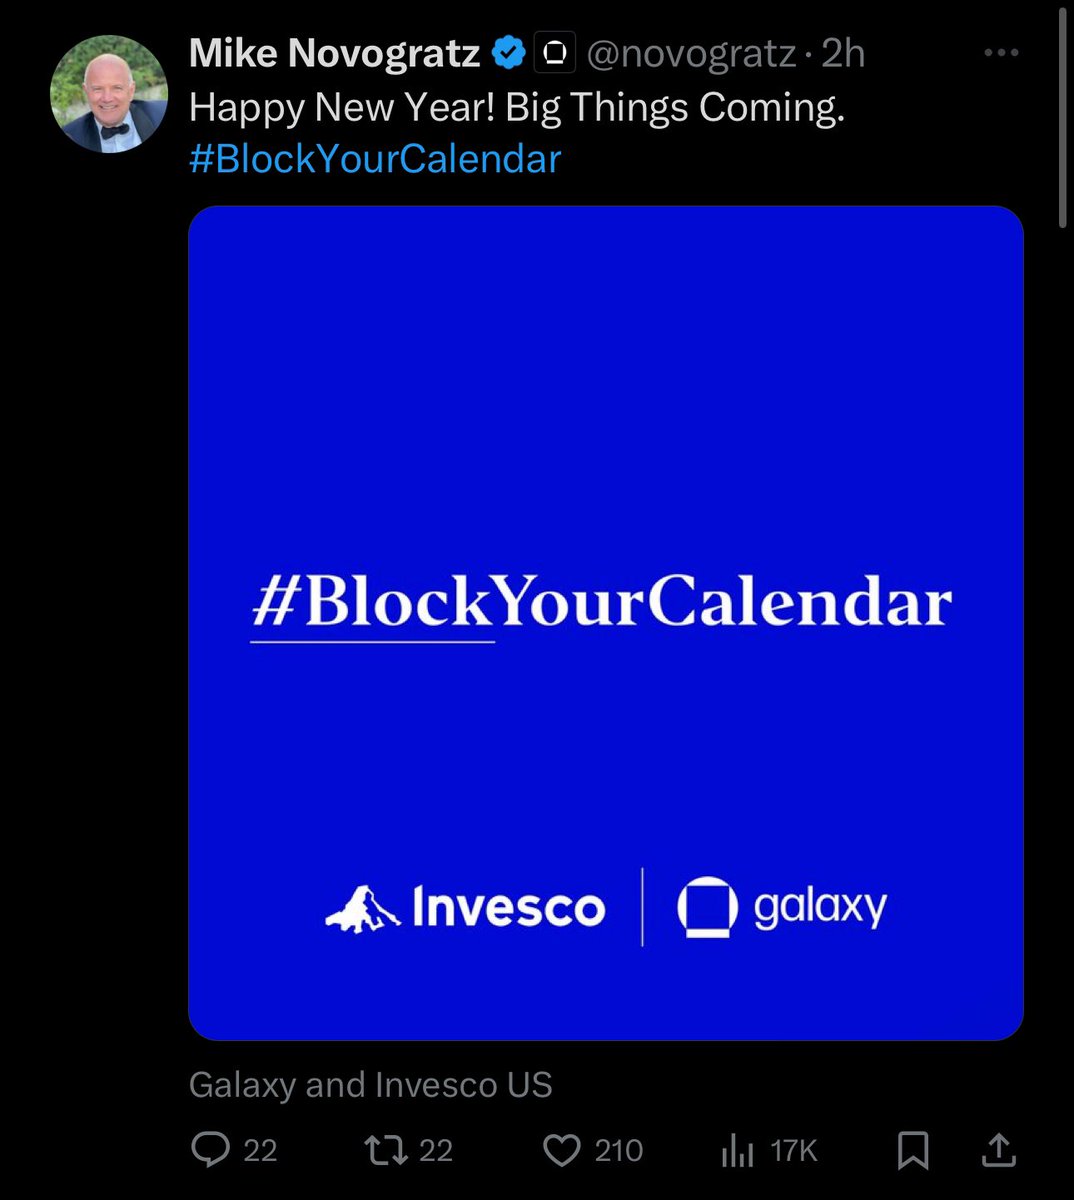 Mike Novogratz @novogratz · 2h
Happy New Year! Big Things Coming.
#BlockYourCalendar
#BlockYourCalendar
Invesco galaxy
Galaxy and Invesco US
22 22 210 17K